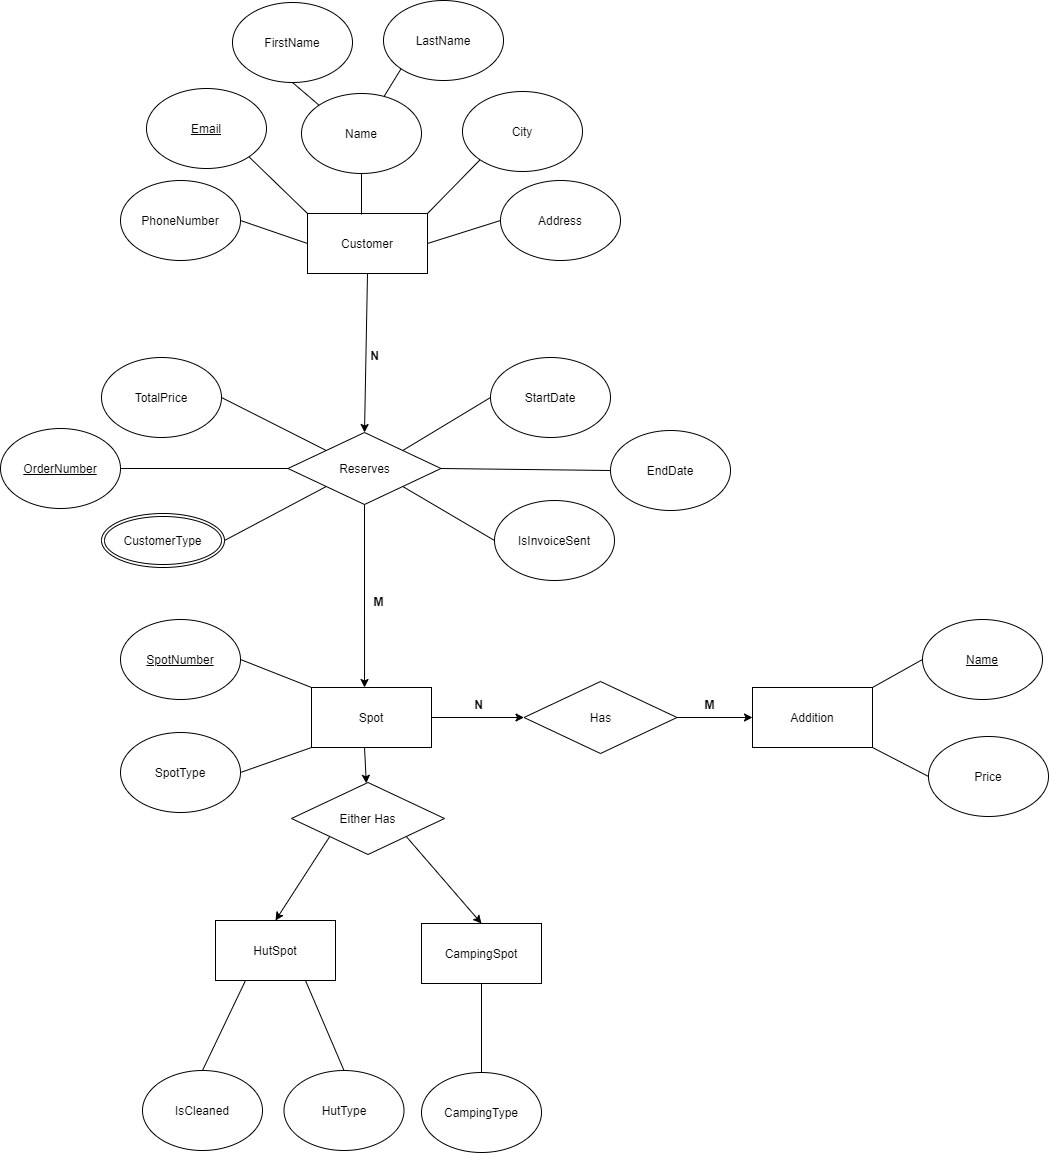 FirstName
LastName
Email
Name
City
PhoneNumber
Address
Customer
N
TotalPrice
StartDate
OrderNumber
Reserves
EndDate
CustomerType
IsInvoiceSent
M
SpotNumber
Name
Spot
N
Has
M
Addition
SpotType
Price
Either Has
HutSpot
CampingSpot
IsCleaned
HutType
CampingType